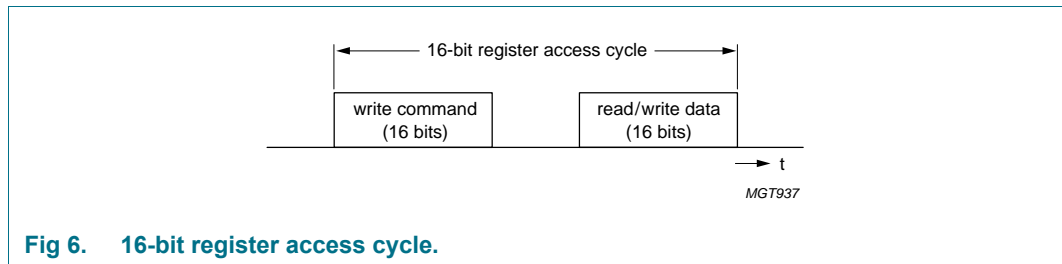 16-bit register access cycle
write command
(16 bits)
read/write data
(16 bits)
t
MGT937
Fig 6. 16-bit register access cycle.